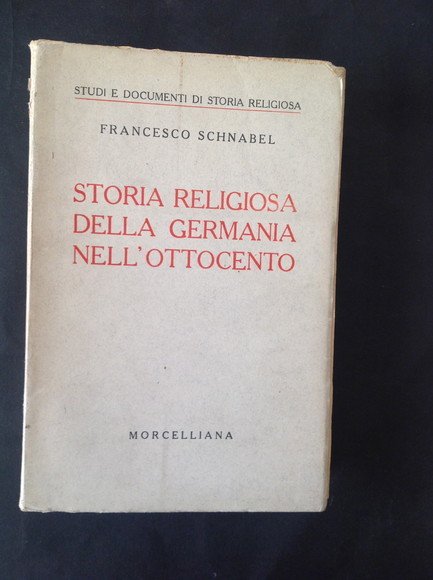 STUDI E DOCUMENTI DI STORIA RELIGIOSA
FRANCESCO SCHNABEL
STORIA RELIGIOSA
DELLA GERMANIA
NELL'OTTOCENTO
MORCELLIANA